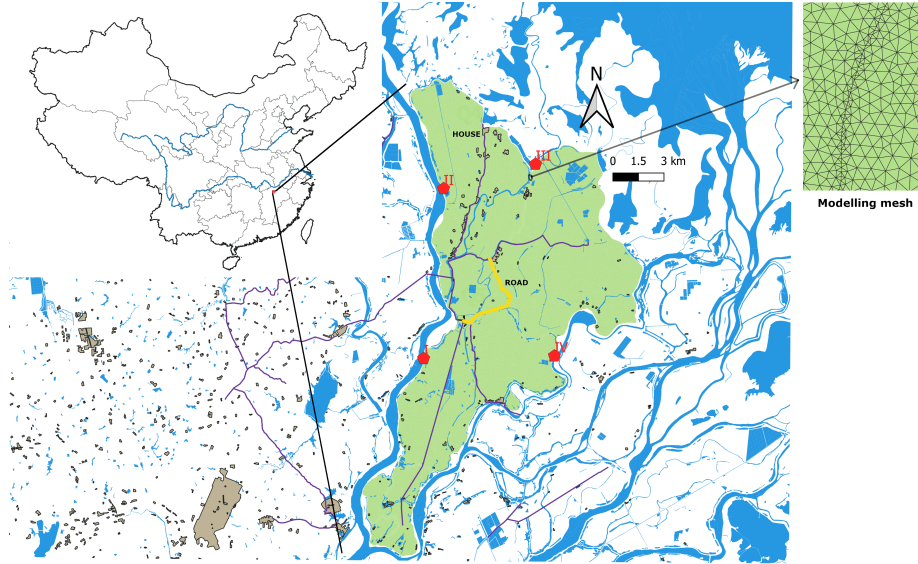 N
HOUSE
III
0 1.5 3 km
II
Modelling mesh
ROAD
I
IV